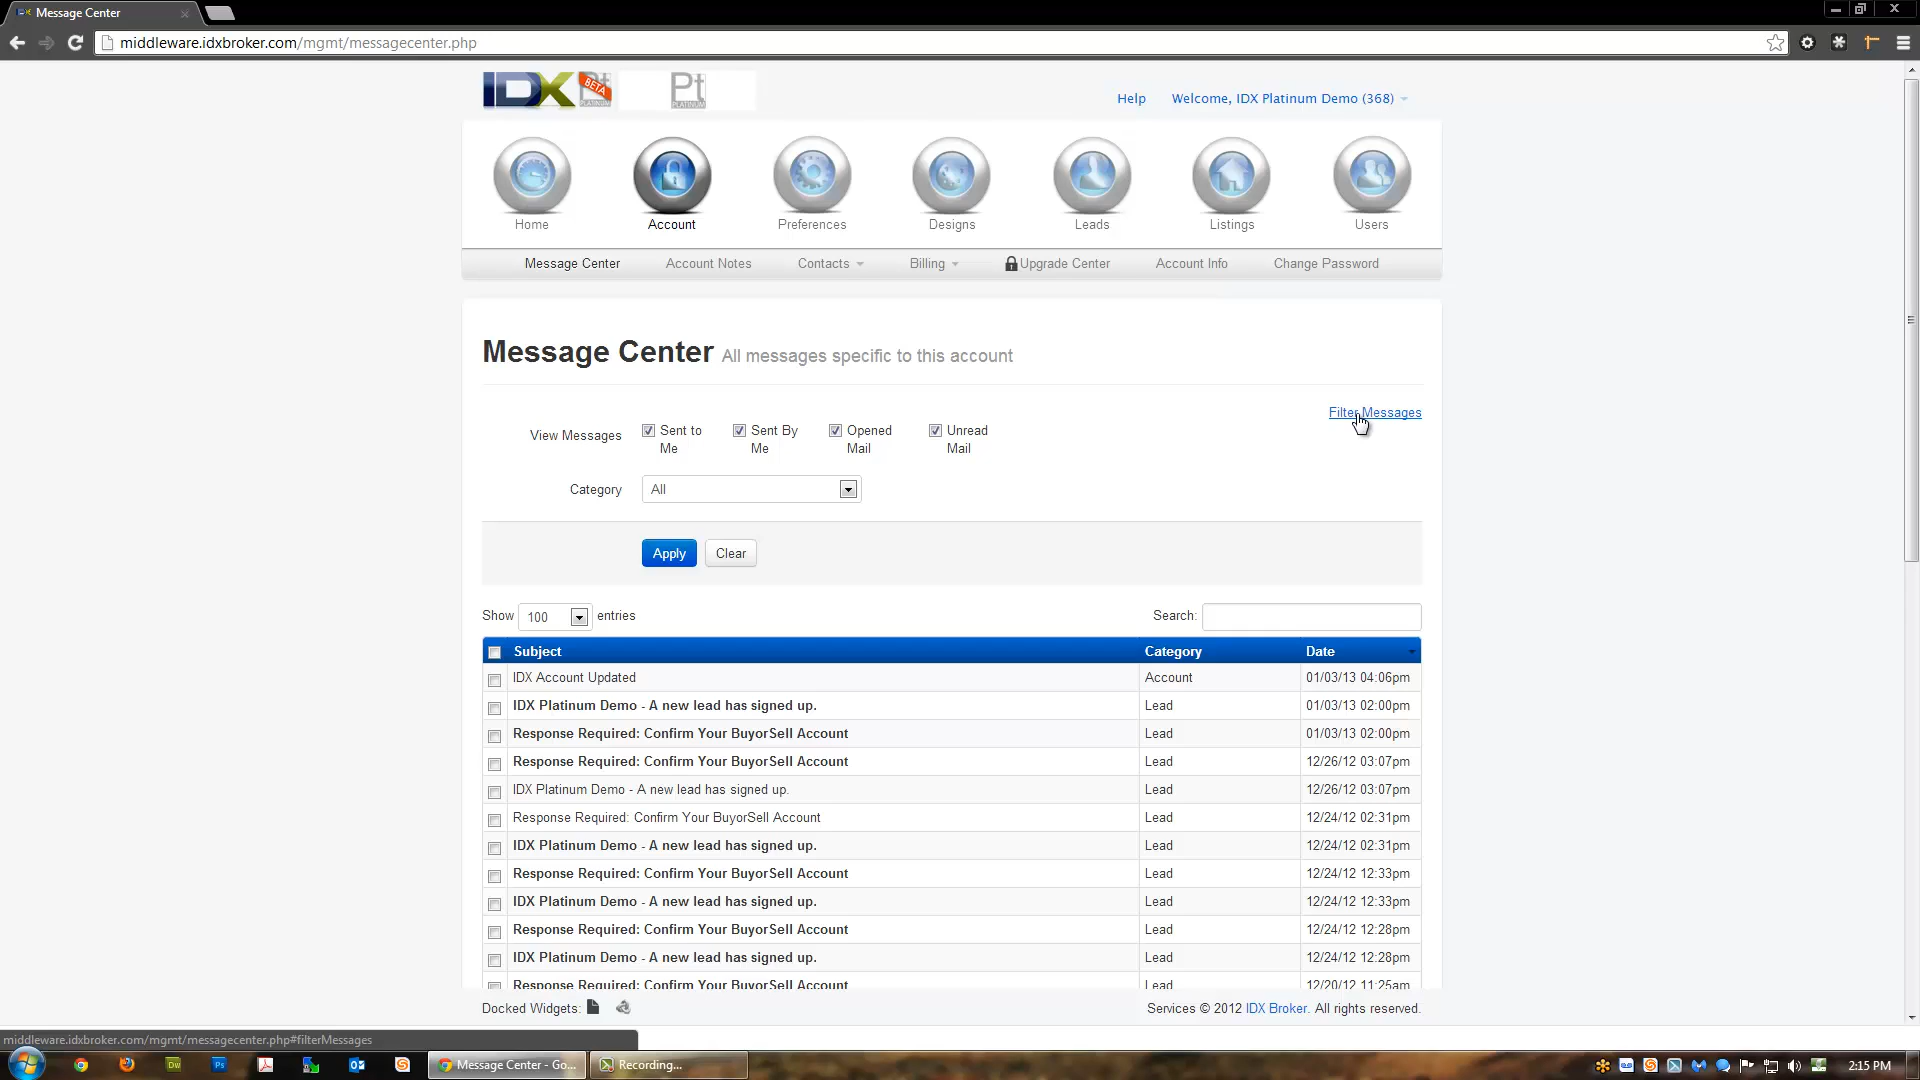 Message Center
middleware.idxbroker.com/mgmt/messagecenter.php
IDX Pt PLATINUM BETA
Pt PLATINUM
Help Welcome, IDX Platinum Demo (368)
Home Account Preferences Designs Leads Listings Users
Message Center Account Notes Contacts Billing Upgrade Center Account Info Change Password
Message Center All messages specific to this account
Filter Messages
View Messages Sent to Me Sent By Me Opened Mail Unread Mail
Category All
Apply Clear
Show 100 entries Search:
Subject Category Date
IDX Account Updated Account 01/03/13 04:06pm
IDX Platinum Demo - A new lead has signed up. Lead 01/03/13 02:00pm
Response Required: Confirm Your BuyorSell Account Lead 01/03/13 02:00pm
Response Required: Confirm Your BuyorSell Account Lead 12/26/12 03:07pm
IDX Platinum Demo - A new lead has signed up. Lead 12/26/12 03:07pm
Response Required: Confirm Your BuyorSell Account Lead 12/24/12 02:31pm
IDX Platinum Demo - A new lead has signed up. Lead 12/24/12 02:31pm
Response Required: Confirm Your BuyorSell Account Lead 12/24/12 12:33pm
IDX Platinum Demo - A new lead has signed up. Lead 12/24/12 12:33pm
Response Required: Confirm Your BuyorSell Account Lead 12/24/12 12:28pm
IDX Platinum Demo - A new lead has signed up. Lead 12/24/12 12:28pm
Response Required: Confirm Your BuyorSell Account Lead 12/20/12 11:25am
Docked Widgets: Services © 2012 IDX Broker. All rights reserved.
middleware.idxbroker.com/mgmt/messagecenter.php#filterMessages
Dw Ps Message Center - Go... Recording... 2:15 PM